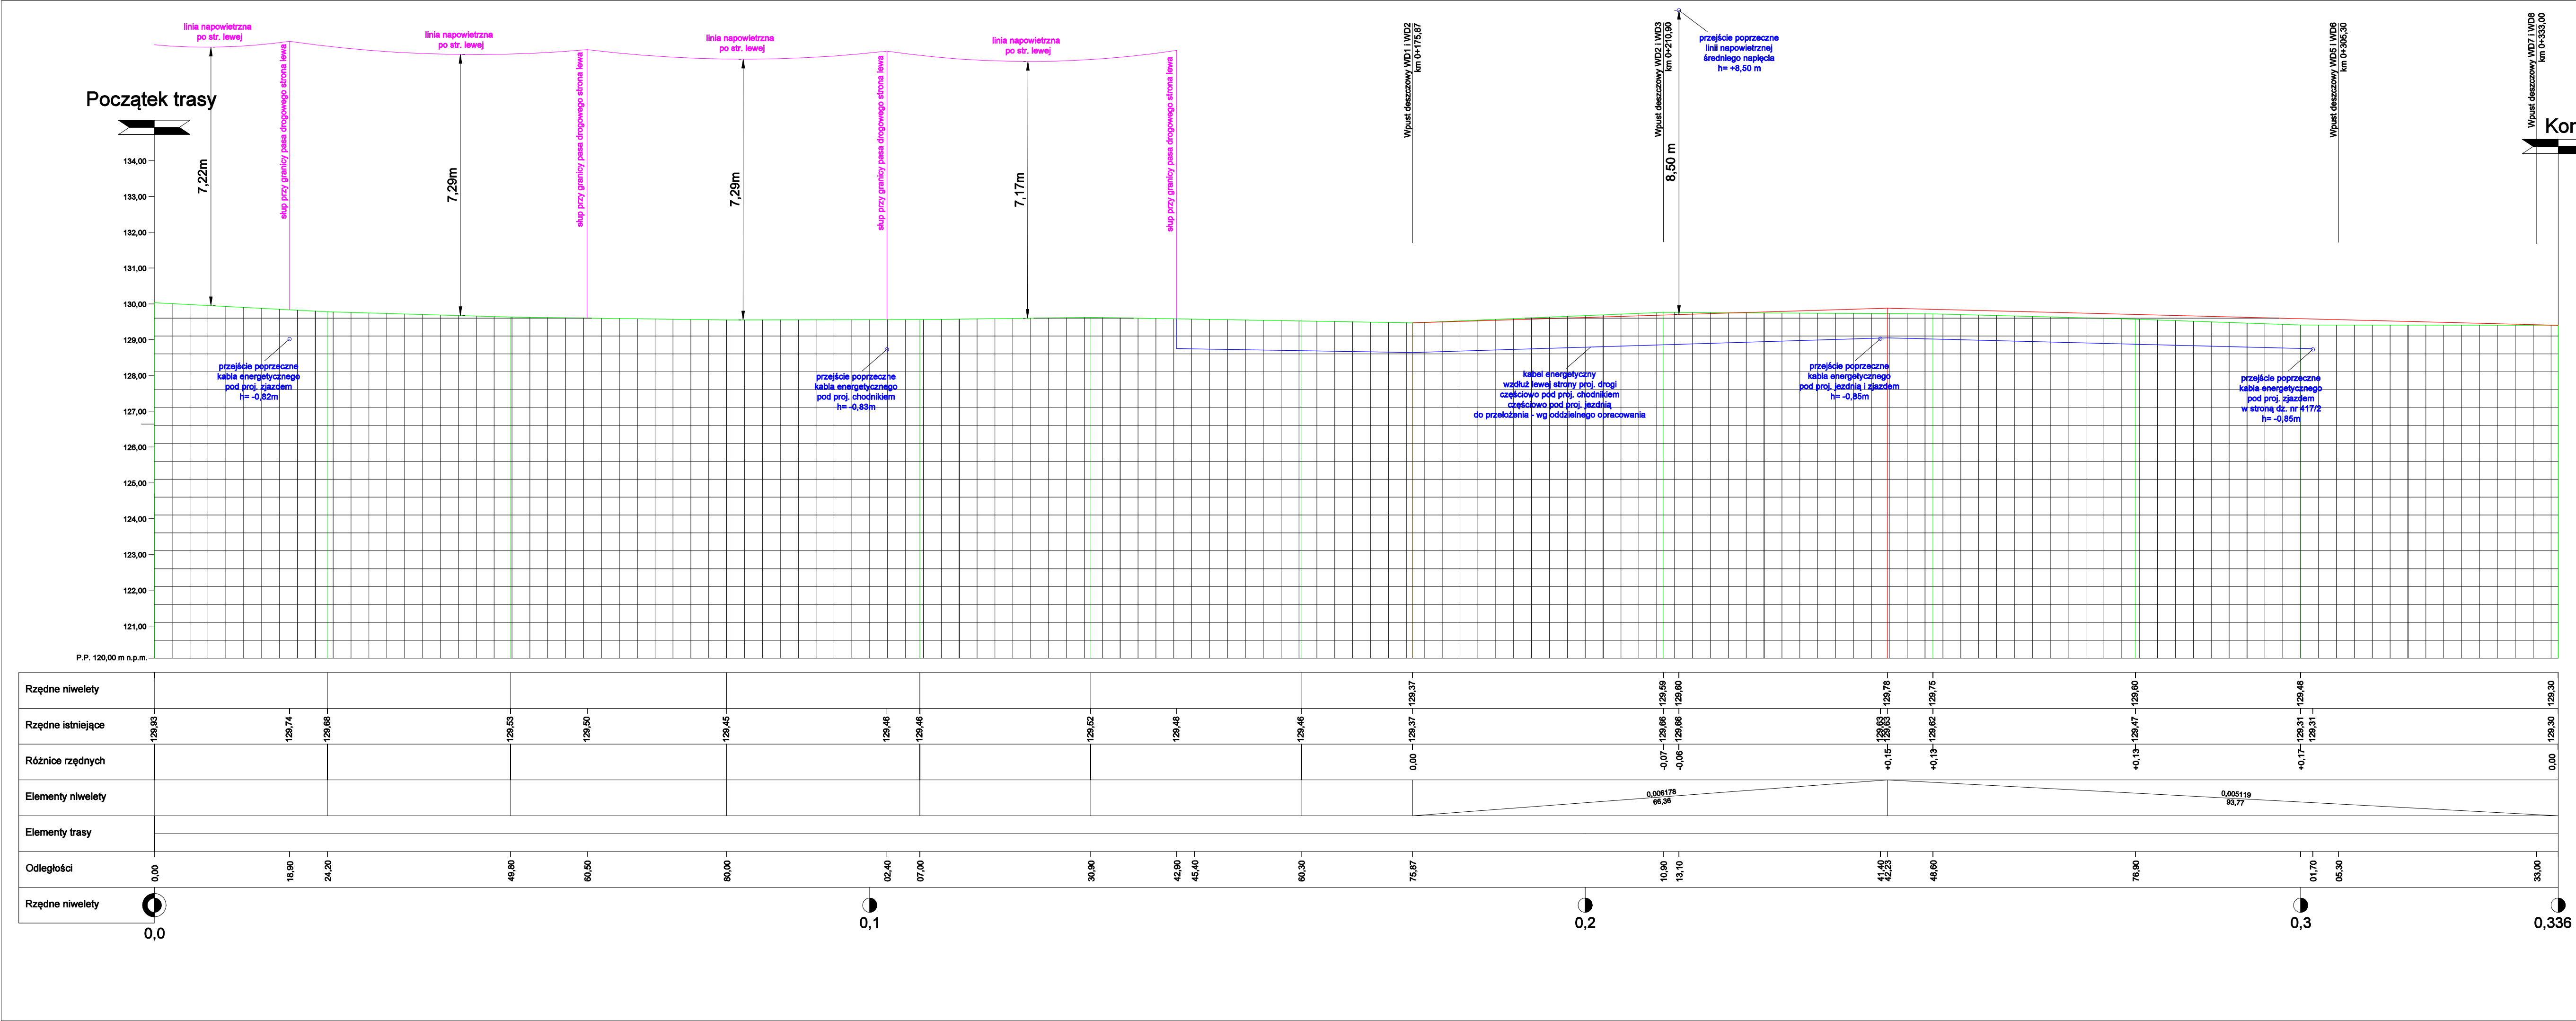 linia napowietrzna
po str. lewej
linia napowietrzna
po str. lewej
linia napowietrzna
po str. lewej
linia napowietrzna
po str. lewej
słup przy granicy pasa drogowego strona lewa
słup przy granicy pasa drogowego strona lewa
słup przy granicy pasa drogowego strona lewa
słup przy granicy pasa drogowego strona lewa
Wpust deszczowy WD1 i WD2
km 0+175,87
Wpust deszczowy WD2 i WD3
km 0+210,90
przejście poprzeczne
linii napowietrznej
średniego napięcia
h= +8,50 m
Wpust deszczowy WD5 i WD6
km 0+305,30
Wpust deszczowy WD7 i WD8
km 0+333,00
Początek trasy
Kon
7,22m
7,29m
7,29m
7,17m
8,50 m
134,00
133,00
132,00
131,00
130,00
129,00
128,00
127,00
126,00
125,00
124,00
123,00
122,00
121,00
P.P. 120,00 m n.p.m.
przejście poprzeczne
kabla energetycznego
pod proj. zjazdem
h= -0,82m
przejście poprzeczne
kabla energetycznego
pod proj. chodnikiem
h= -0,83m
kabel energetyczny
wzdłuż lewej strony proj. drogi
częściowo pod proj. chodnikiem
częściowo pod proj. jezdnią
do przełożenia - wg oddzielnego opracowania
przejście poprzeczne
kabla energetycznego
pod proj. jezdnią i zjazdem
h= -0,85m
przejście poprzeczne
kabla energetycznego
pod proj. zjazdem
w stroną dz. nr 417/2
h= -0,85m
Rzędne niwelety
129,37 129,59 129,60 129,78 129,75 129,60 129,48 129,30
Rzędne istniejące
129,93 129,74 129,68 129,53 129,50 129,45 129,46 129,46 129,52 129,48 129,46 129,37 129,66 129,66 129,63 129,63 129,62 129,47 129,31 129,31 129,30
Różnice rzędnych
0,00 -0,07 -0,06 +0,15 +0,13 +0,13 +0,17 0,00
Elementy niwelety
0,006178
66,36
0,005119
93,77
Elementy trasy
Odległości
0,00 18,90 24,20 49,80 60,50 80,00 02,40 07,00 30,90 42,90 45,40 60,30 75,87 10,90 13,10 41,40 42,23 48,60 76,90 01,70 05,30 33,00
Rzędne niwelety
0,0 0,1 0,2 0,3 0,336